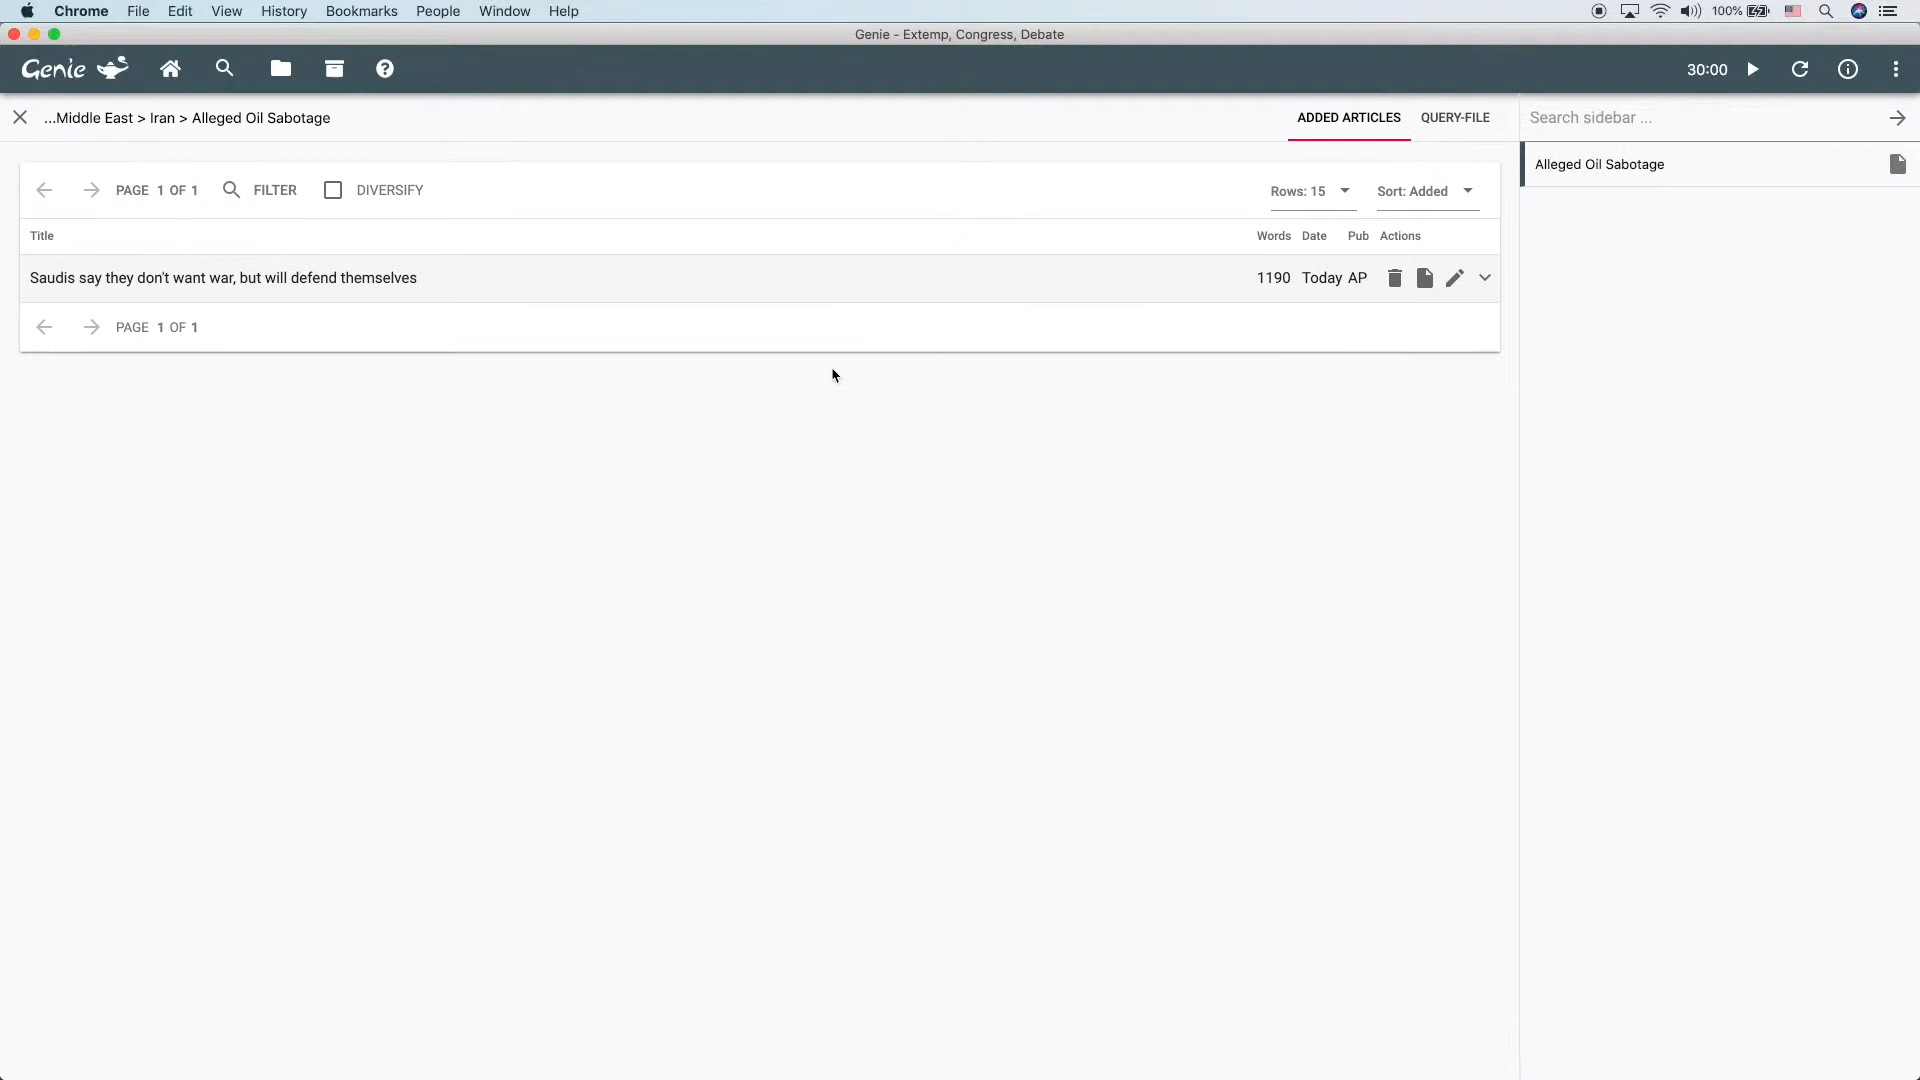 Chrome File Edit View History Bookmarks People Window Help 100%
Genie - Extemp, Congress, Debate
Genie 30:00
...Middle East > Iran > Alleged Oil Sabotage ADDED ARTICLES QUERY-FILE Search sidebar ...
Alleged Oil Sabotage
PAGE 1 OF 1 FILTER DIVERSIFY Rows: 15 Sort: Added
Title Words Date Pub Actions
Saudis say they don't want war, but will defend themselves 1190 Today AP
PAGE 1 OF 1